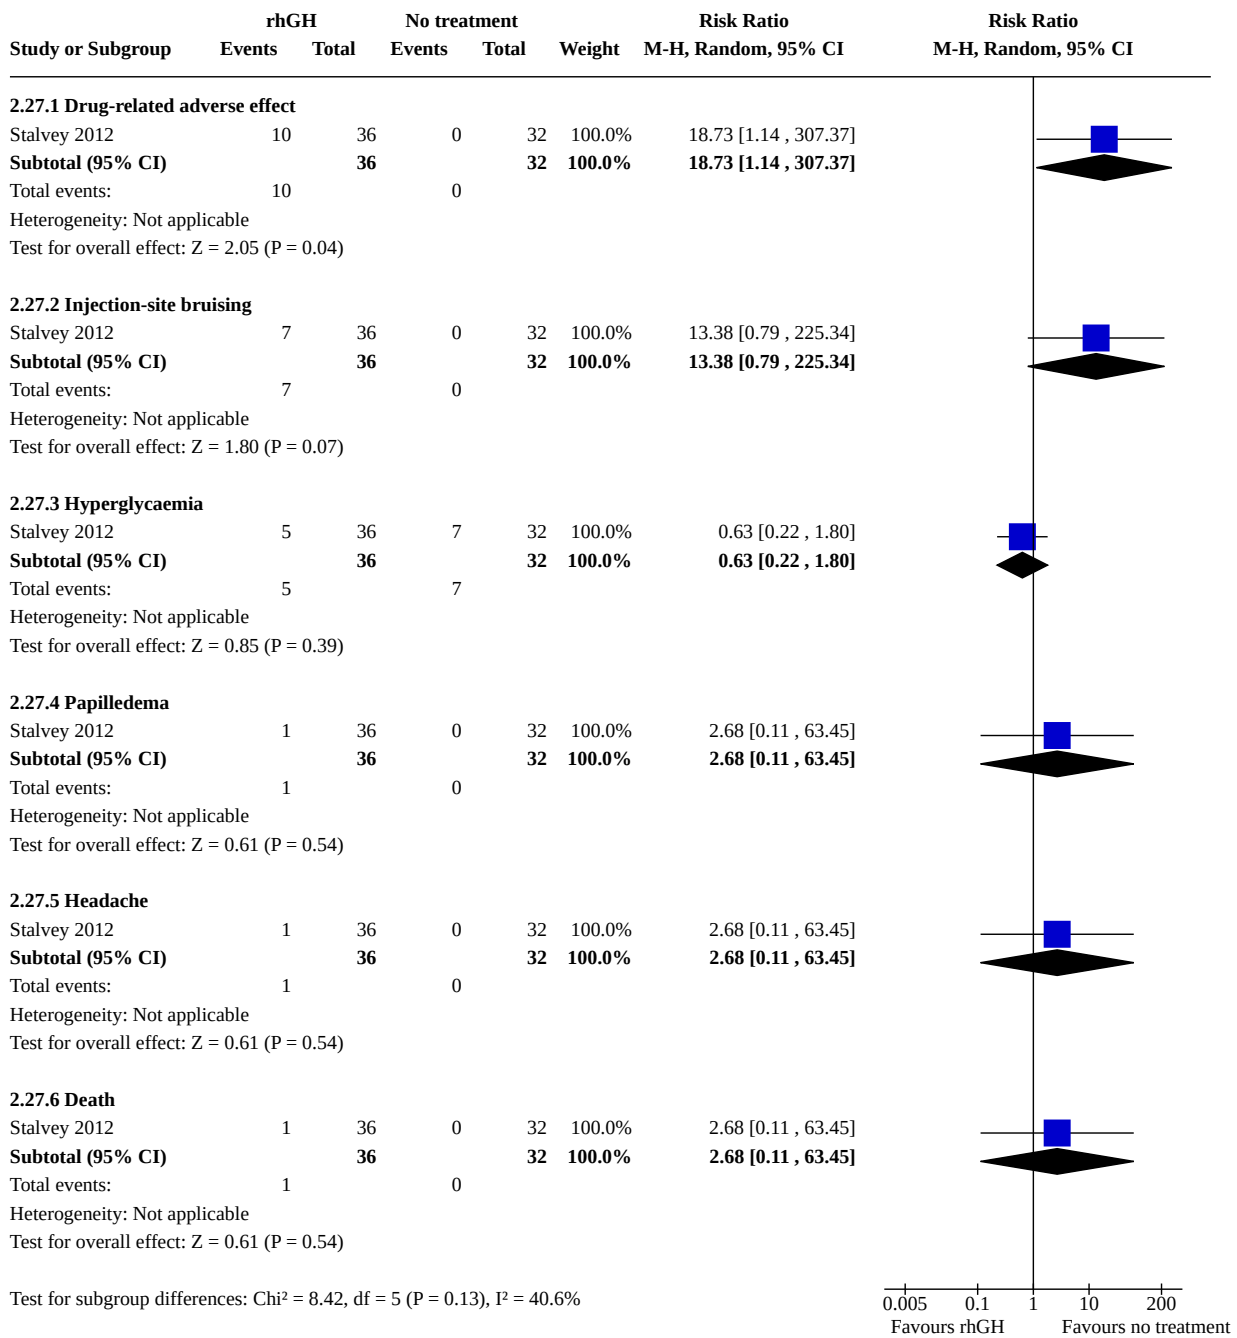 rhGH No treatment Risk Ratio Risk Ratio
Study or Subgroup Events Total Events Total Weight M-H, Random, 95% CI M-H, Random, 95% CI
2.27.1 Drug-related adverse effect
Stalvey 2012 10 36 0 32 100.0% 18.73 [1.14 , 307.37]
Subtotal (95% CI) 36 32 100.0% 18.73 [1.14 , 307.37]
Total events: 10 0
Heterogeneity: Not applicable
Test for overall effect: Z = 2.05 (P = 0.04)
2.27.2 Injection-site bruising
Stalvey 2012 7 36 0 32 100.0% 13.38 [0.79 , 225.34]
Subtotal (95% CI) 36 32 100.0% 13.38 [0.79 , 225.34]
Total events: 7 0
Heterogeneity: Not applicable
Test for overall effect: Z = 1.80 (P = 0.07)
2.27.3 Hyperglycaemia
Stalvey 2012 5 36 7 32 100.0% 0.63 [0.22 , 1.80]
Subtotal (95% CI) 36 32 100.0% 0.63 [0.22 , 1.80]
Total events: 5 7
Heterogeneity: Not applicable
Test for overall effect: Z = 0.85 (P = 0.39)
2.27.4 Papilledema
Stalvey 2012 1 36 0 32 100.0% 2.68 [0.11 , 63.45]
Subtotal (95% CI) 36 32 100.0% 2.68 [0.11 , 63.45]
Total events: 1 0
Heterogeneity: Not applicable
Test for overall effect: Z = 0.61 (P = 0.54)
2.27.5 Headache
Stalvey 2012 1 36 0 32 100.0% 2.68 [0.11 , 63.45]
Subtotal (95% CI) 36 32 100.0% 2.68 [0.11 , 63.45]
Total events: 1 0
Heterogeneity: Not applicable
Test for overall effect: Z = 0.61 (P = 0.54)
2.27.6 Death
Stalvey 2012 1 36 0 32 100.0% 2.68 [0.11 , 63.45]
Subtotal (95% CI) 36 32 100.0% 2.68 [0.11 , 63.45]
Total events: 1 0
Heterogeneity: Not applicable
Test for overall effect: Z = 0.61 (P = 0.54)
Test for subgroup differences: Chi² = 8.42, df = 5 (P = 0.13), I² = 40.6%
0.005 0.1 1 10 200
Favours rhGH Favours no treatment